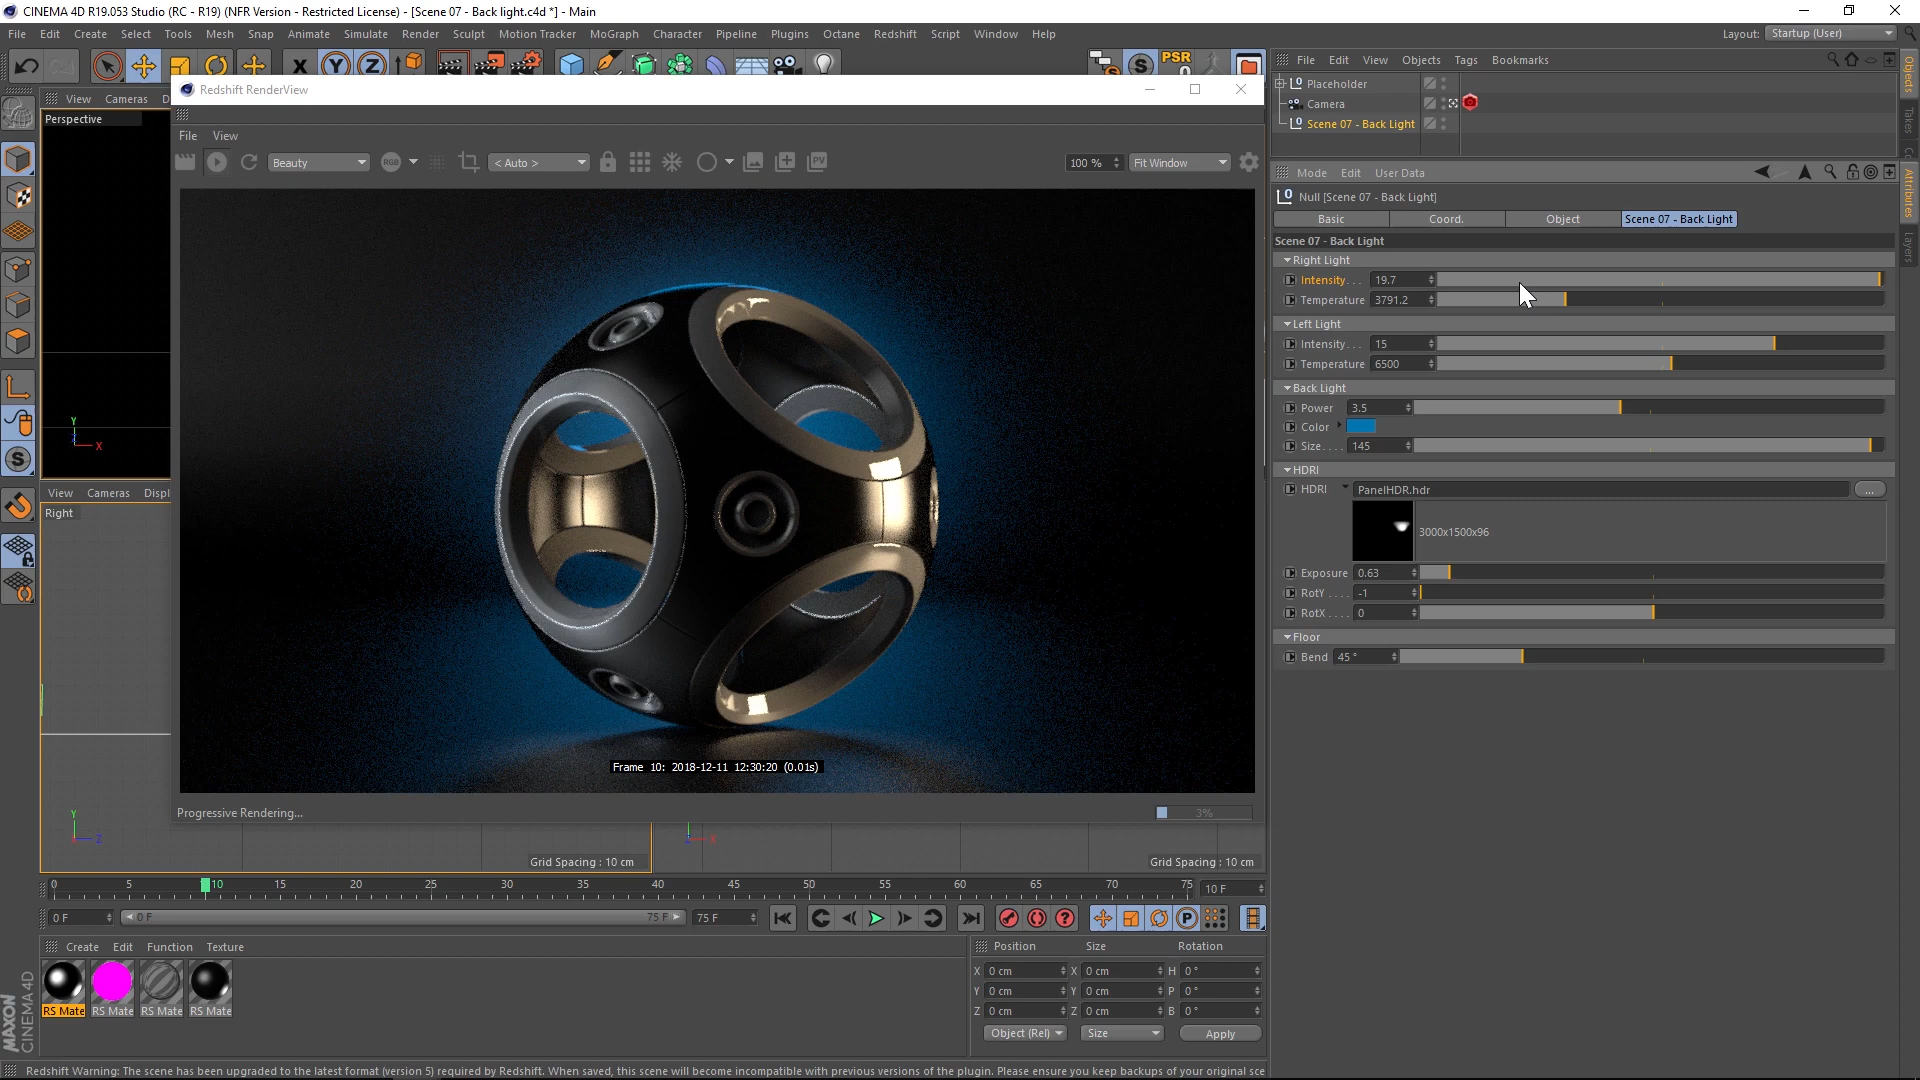 CINEMA 4D R19.053 Studio (RC - R19) (NFR Version - Restricted License) - [Scene 07 - Back light.c4d *] - Main
File Edit Create Select Tools Mesh Snap Animate Simulate Render Sculpt Motion Tracker MoGraph Character Pipeline Plugins Octane Redshift Script Window Help
Layout: Startup (User)
X Y Z
PSR
0
File Edit View Objects Tags Bookmarks
Placeholder
Camera
Scene 07 - Back Light
Objects
Takes
Attributes
Layers
View Cameras D
Perspective
Redshift RenderView
File View
Beauty
RGB
< Auto >
PV
100 %
Fit Window
Mode Edit User Data
Null [Scene 07 - Back Light]
Basic Coord. Object Scene 07 - Back Light
Scene 07 - Back Light
Right Light
Intensity. . . 19.7
Temperature 3791.2
Left Light
Intensity. . . 15
Temperature 6500
Back Light
Power 3.5
Color
Size. . . . 145
HDRI
HDRI PanelHDR.hdr ...
3000x1500x96
Exposure 0.63
RotY . . . . -1
RotX . . . . 0
Floor
Bend 45 °
Y
X
View Cameras Displ
Right
Frame 10: 2018-12-11 12:30:20 (0.01s)
Progressive Rendering...
3%
Y
Z
X
Grid Spacing : 10 cm
Grid Spacing : 10 cm
0 5 10 15 20 25 30 35 40 45 50 55 60 65 70 75 10 F
0 F 0 F 75 F 75 F
P
Create Edit Function Texture
RS Mate RS Mate RS Mate RS Mate
Position Size Rotation
X 0 cm X 0 cm H 0 °
Y 0 cm Y 0 cm P 0 °
Z 0 cm Z 0 cm B 0 °
Object (Rel) Size Apply
MAXON
CINEMA 4D
Redshift Warning: The scene has been upgraded to the latest format (version 5) required by Redshift. When saved, this scene will become incompatible with previous versions of the plugin. Please ensure you keep backups of your original sce